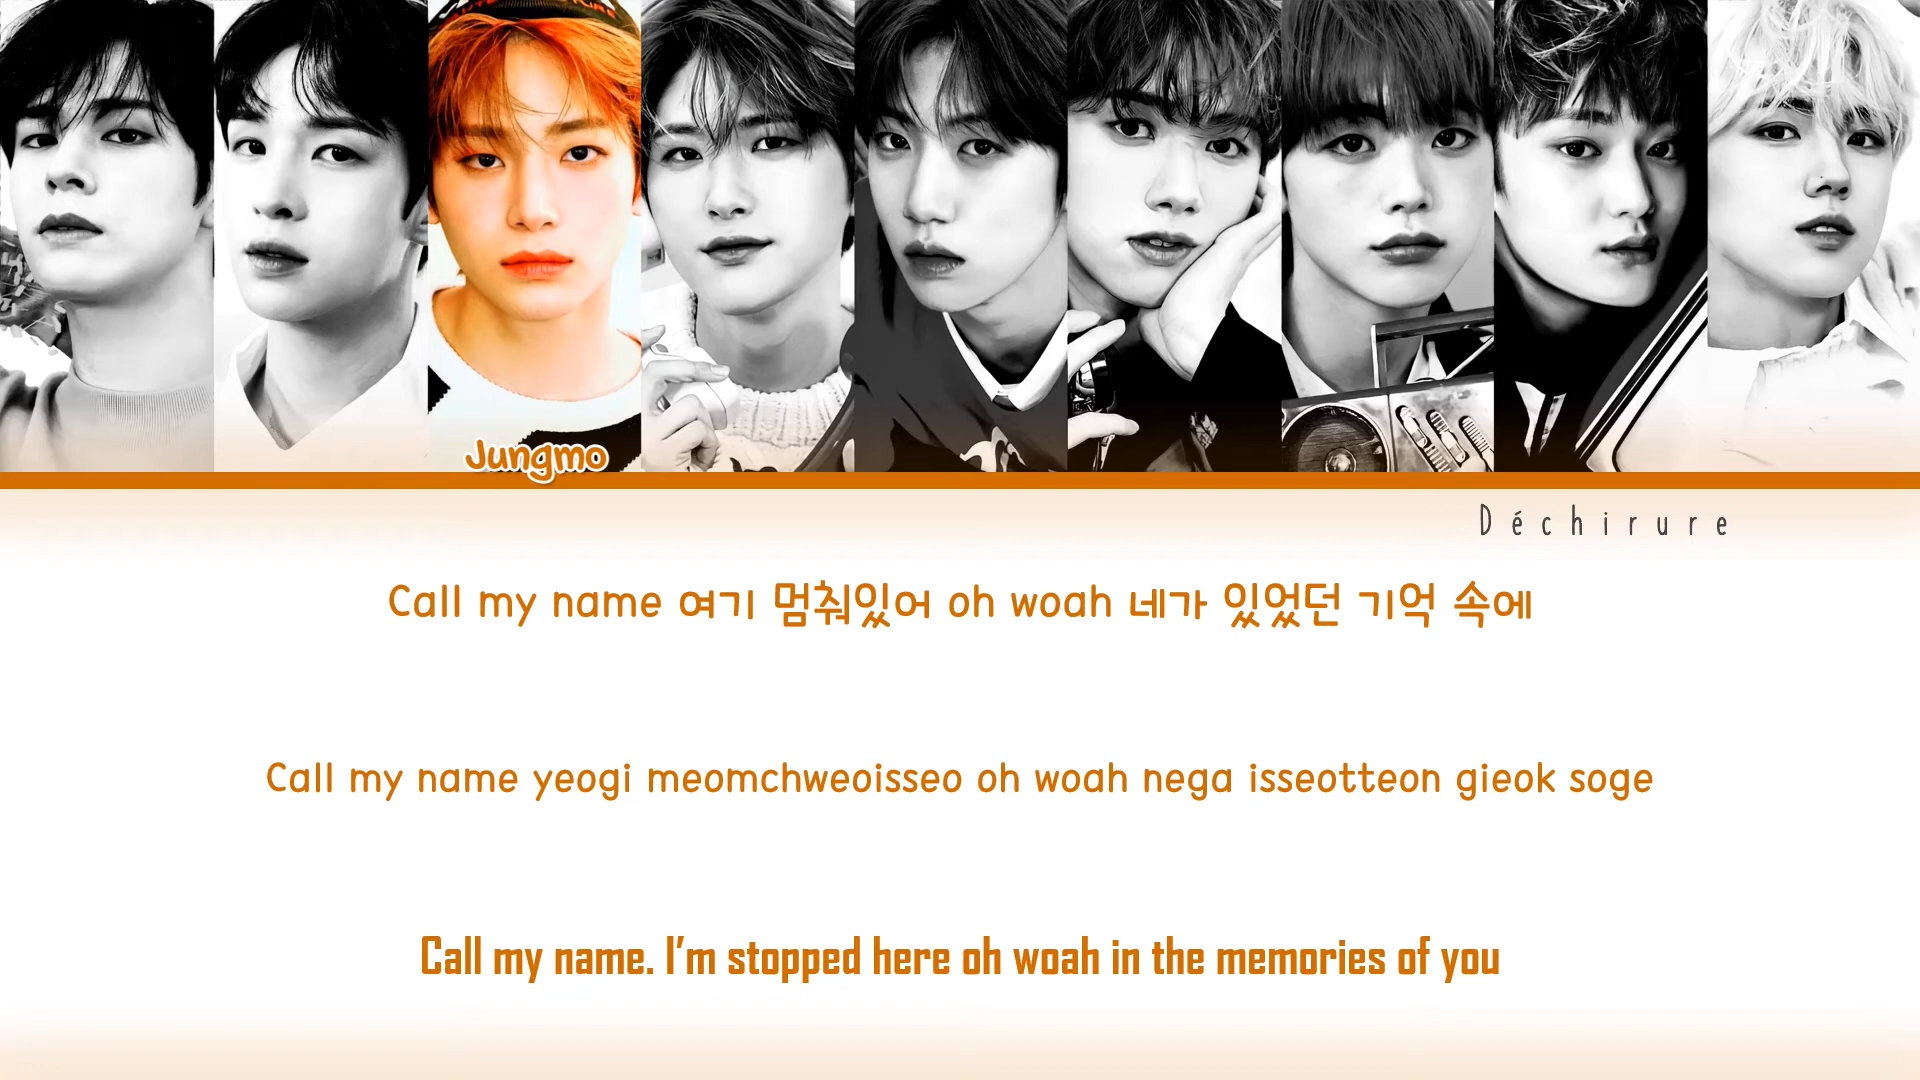 Jungmo
Déchirure
Call my name 여기 멈춰있어 oh woah 네가 있었던 기억 속에
Call my name yeogi meomchweoisseo oh woah nega isseotteon gieok soge
Call my name. I'm stopped here oh woah in the memories of you